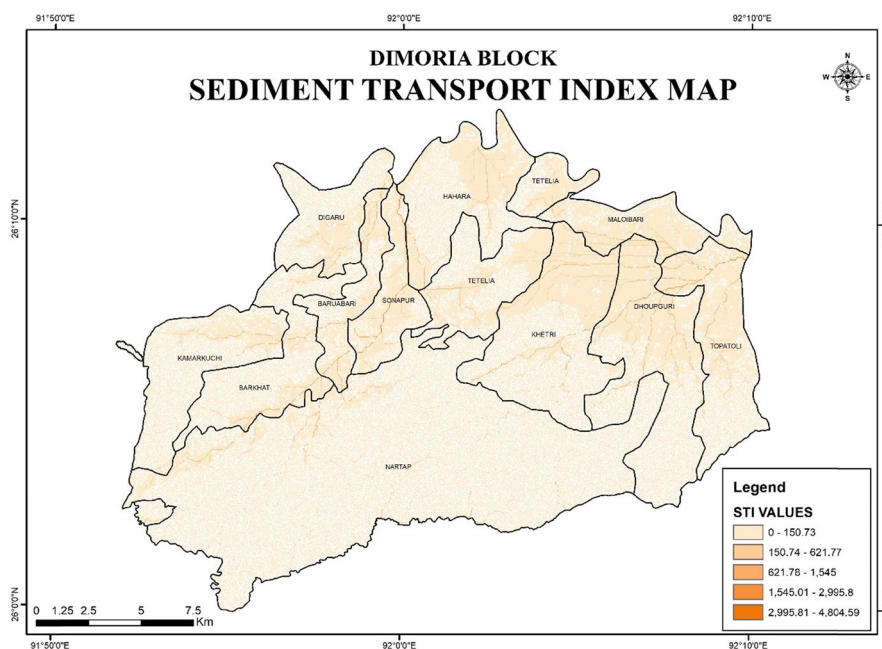 91°50'0"E 92°0'0"E 92°10'0"E
DIMORIA BLOCK
SEDIMENT TRANSPORT INDEX MAP
N
W E
S
TETELIA
HAHARA
26°10'0"N
DIGARU
MALOIBARI
TETELIA
BARUABARI
SONAPUR
DHOUPGURI
KHETRI
TOPATOLI
KAMARKUCHI
BARKHAT
NARTAP
Legend
STI VALUES
0 - 150.73
150.74 - 621.77
621.78 - 1,545
1,545.01 - 2,995.8
2,995.81 - 4,804.59
26°0'0"N
0 1.25 2.5 5 7.5
Km
91°50'0"E 92°0'0"E 92°10'0"E